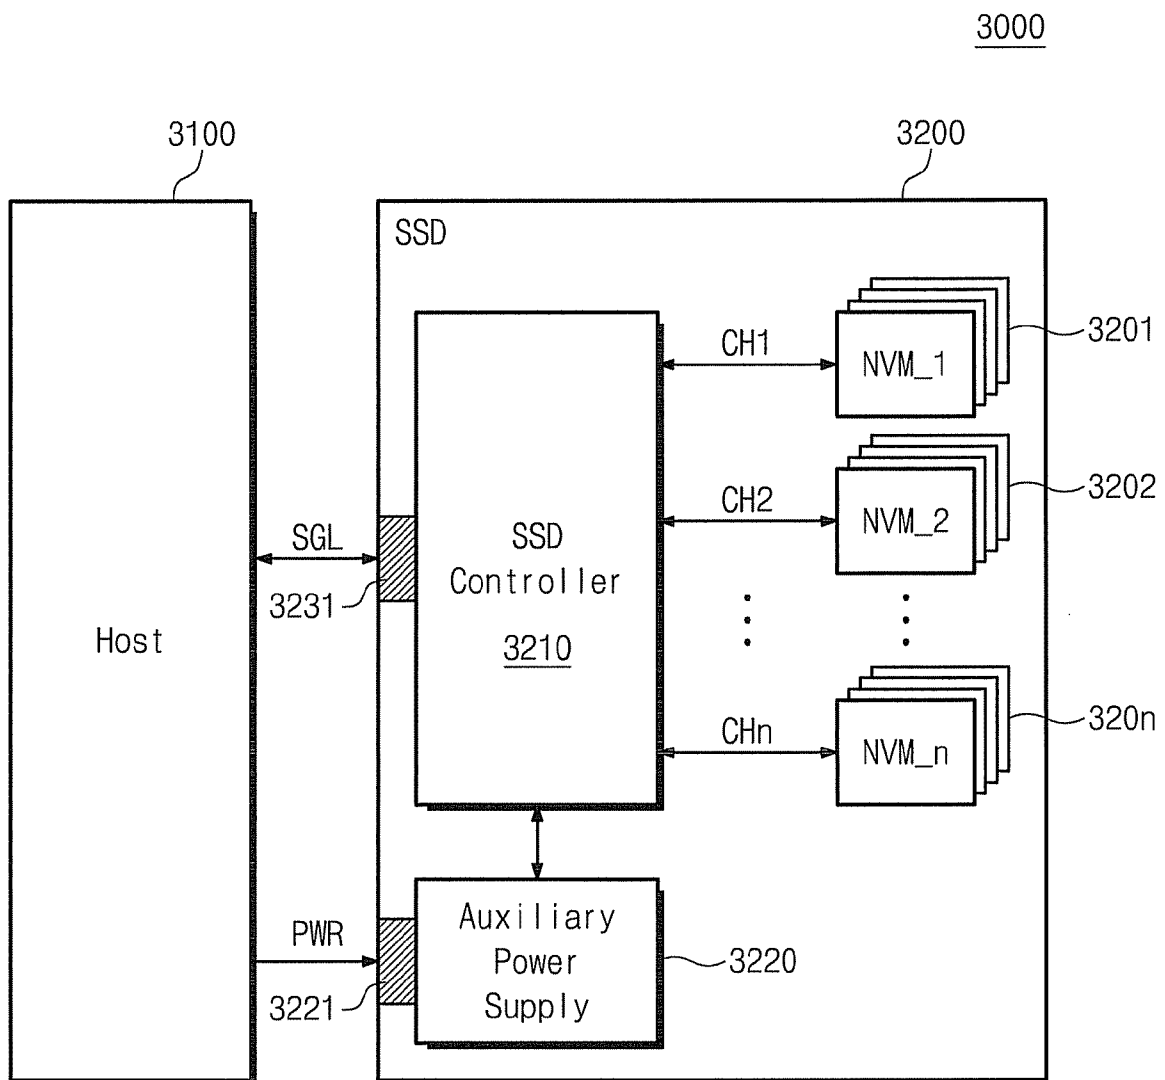 3000
3100
3200
SSD
CH1
NVM_1
3201
CH2
NVM_2
3202
SGL
3231
SSD
Controller
3210
Host
CHn
NVM_n
320n
PWR
3221
Auxiliary
Power
Supply
3220